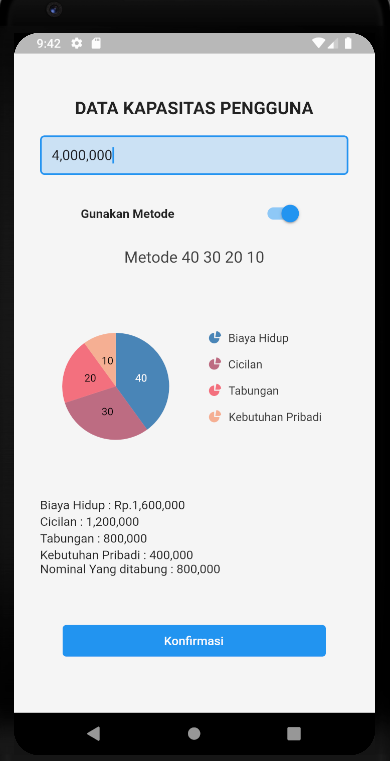 9:42
DATA KAPASITAS PENGGUNA
4,000,000
Gunakan Metode
Metode 40 30 20 10
10
40
20
30
Biaya Hidup
Cicilan
Tabungan
Kebutuhan Pribadi
Biaya Hidup : Rp.1,600,000
Cicilan : 1,200,000
Tabungan : 800,000
Kebutuhan Pribadi : 400,000
Nominal Yang ditabung : 800,000
Konfirmasi